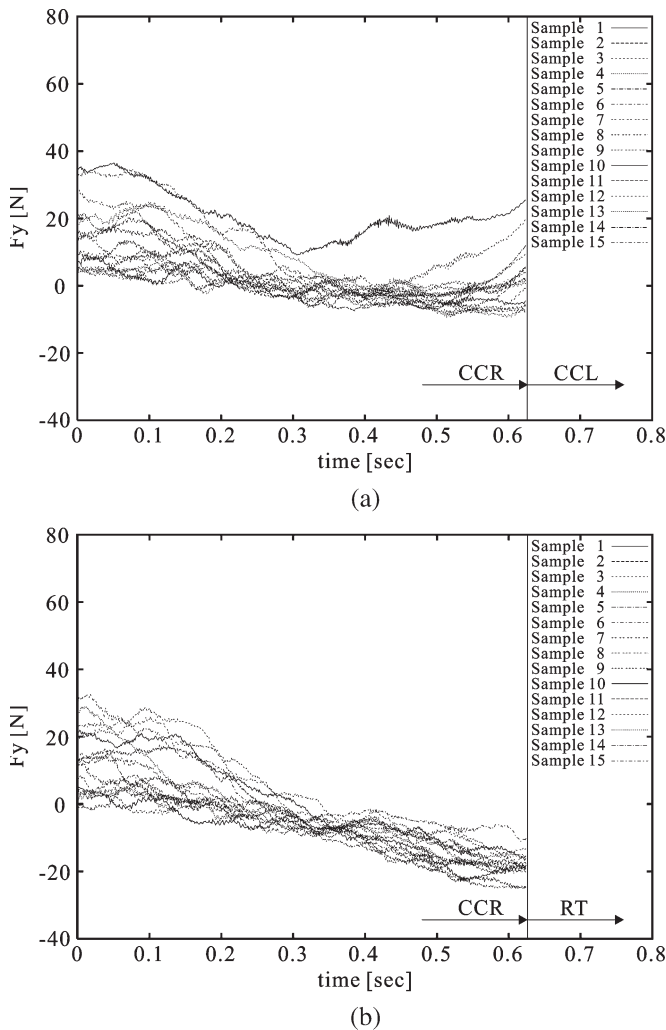 80
60
40
20
0
-20
-40
Fy [N]
Sample 1
Sample 2
Sample 3
Sample 4
Sample 5
Sample 6
Sample 7
Sample 8
Sample 9
Sample 10
Sample 11
Sample 12
Sample 13
Sample 14
Sample 15
CCR CCL
0 0.1 0.2 0.3 0.4 0.5 0.6 0.7 0.8
time [sec]
(a)
80
60
40
20
0
-20
-40
Fy [N]
Sample 1
Sample 2
Sample 3
Sample 4
Sample 5
Sample 6
Sample 7
Sample 8
Sample 9
Sample 10
Sample 11
Sample 12
Sample 13
Sample 14
Sample 15
CCR RT
0 0.1 0.2 0.3 0.4 0.5 0.6 0.7 0.8
time [sec]
(b)